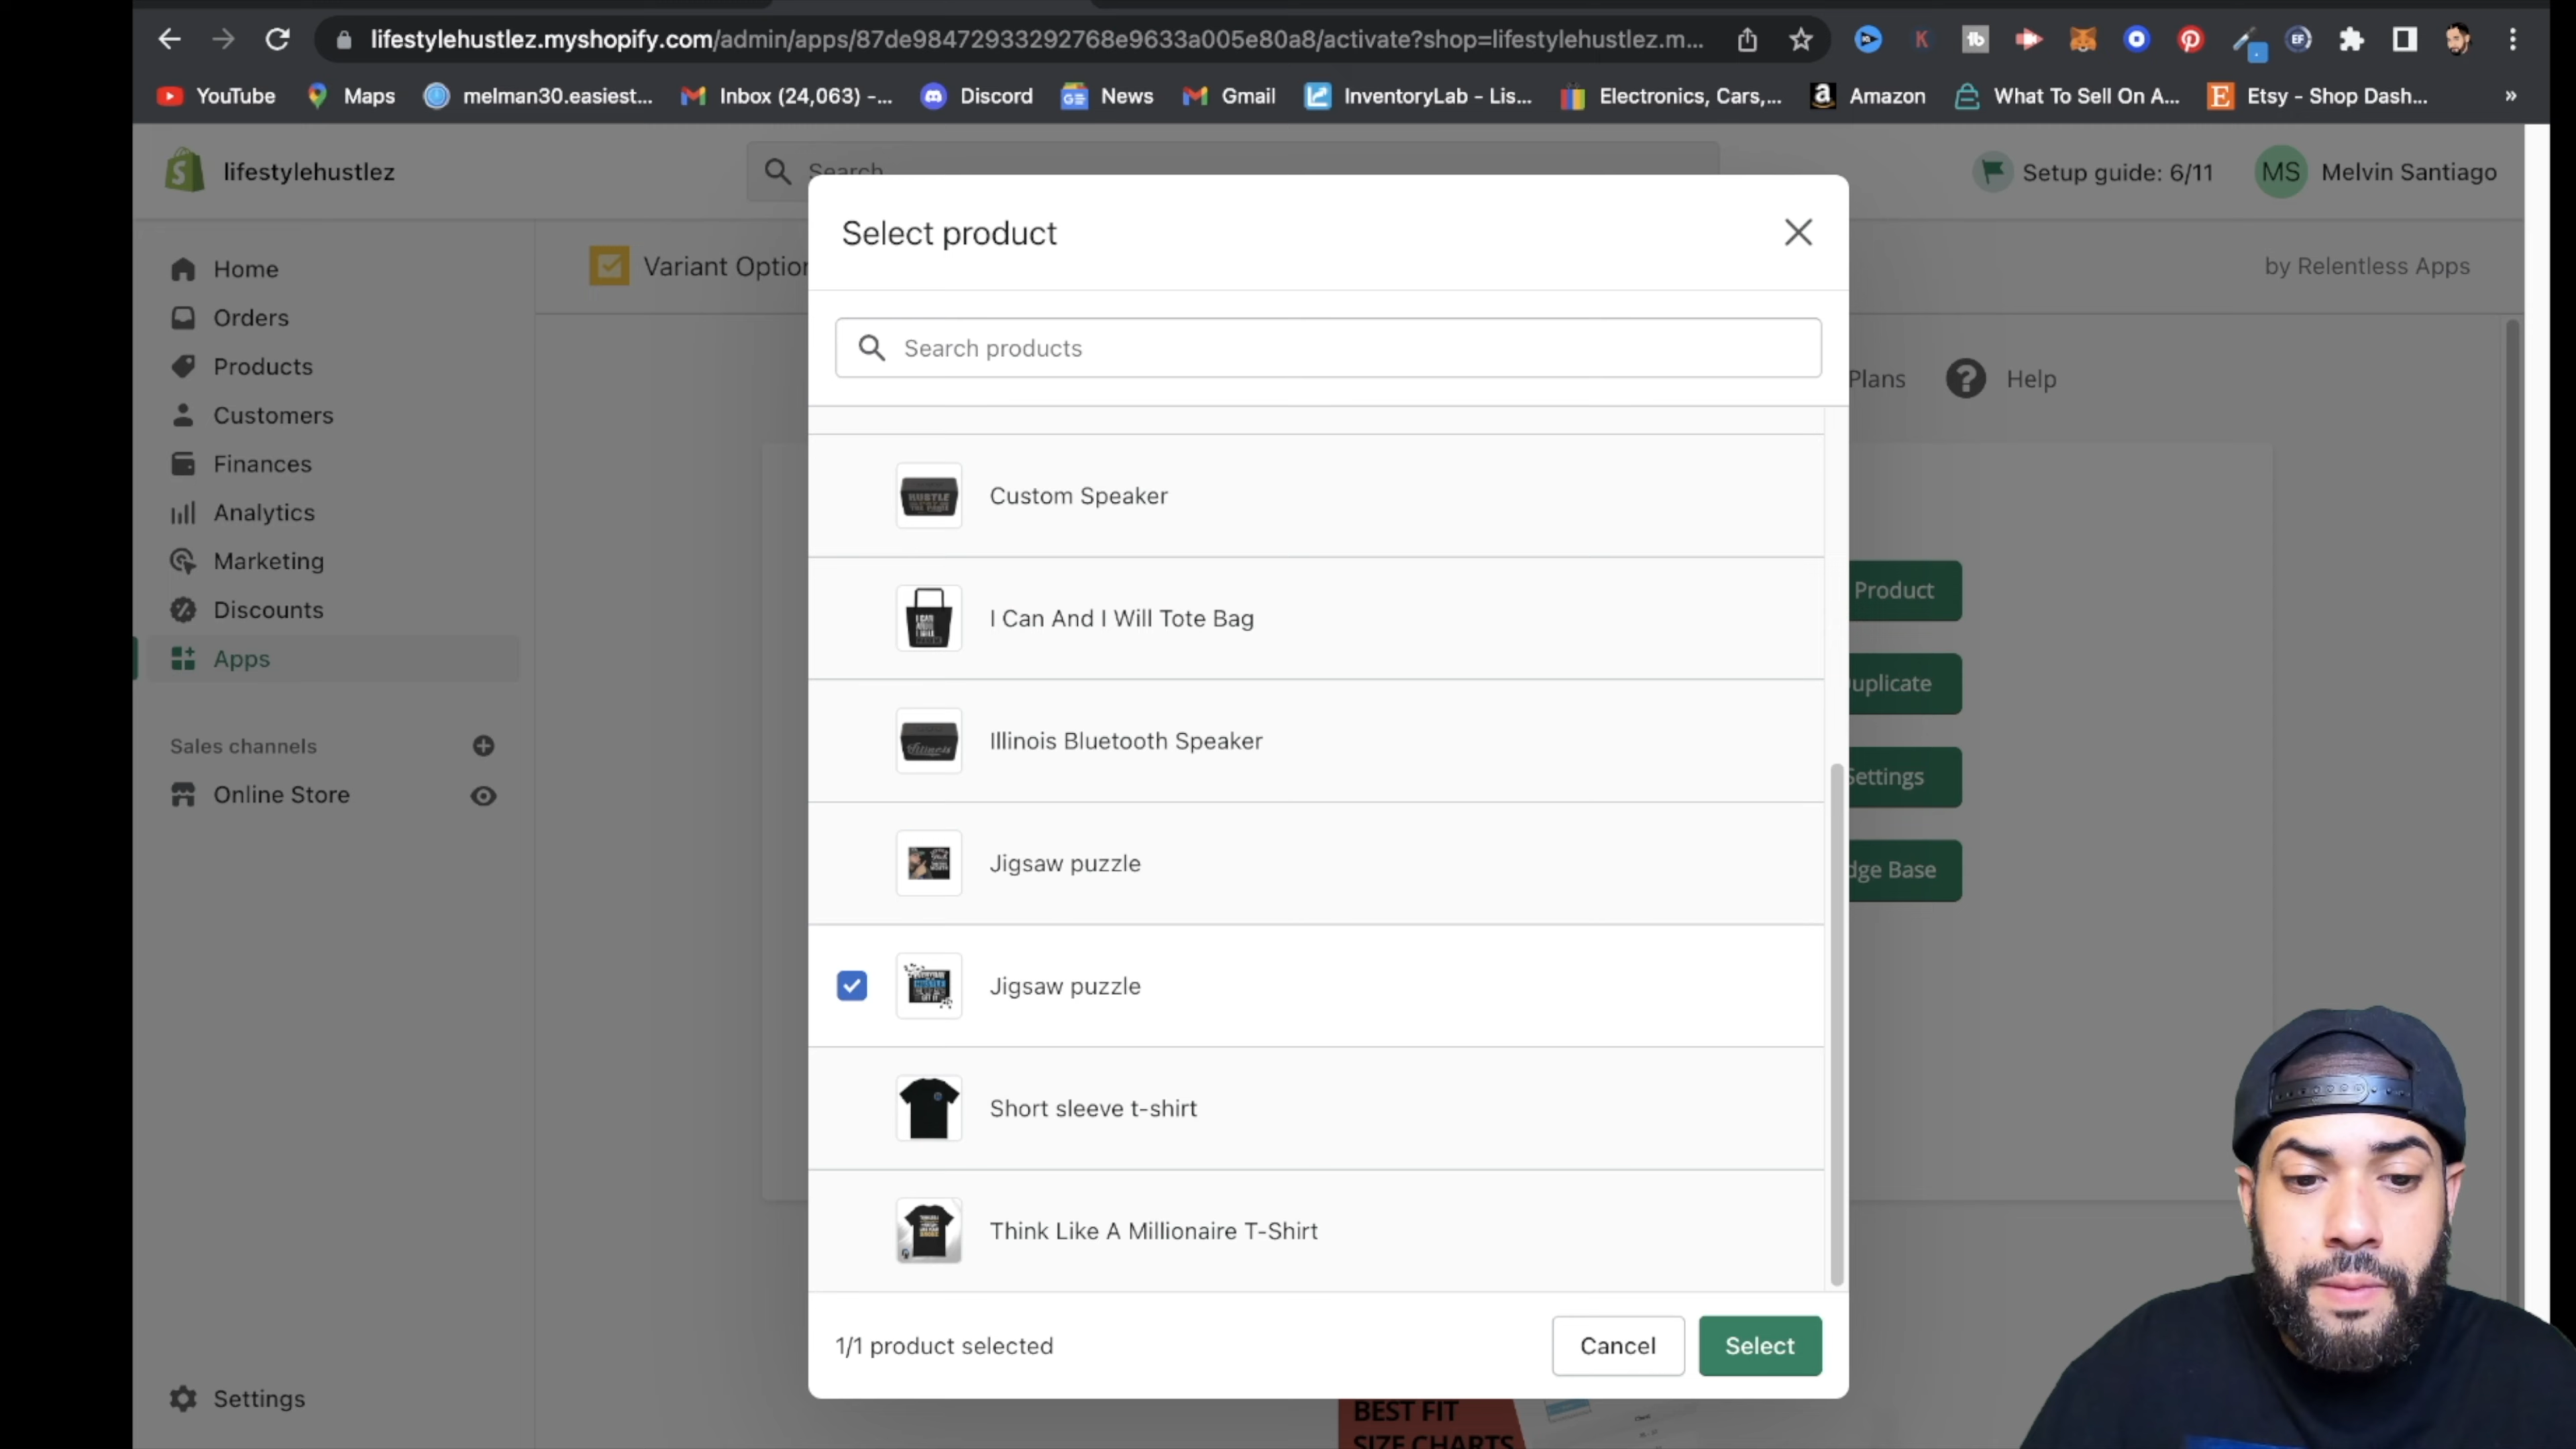 lifestylehustlez.myshopify.com/admin/apps/87de98472933292768e9633a005e80a8/activate?shop=lifestylehustlez.m...
YouTube
Maps
melman30.easiest...
Inbox (24,063) -...
Discord
News
Gmail
InventoryLab - Lis...
Electronics, Cars,...
Amazon
What To Sell On A...
Etsy - Shop Dash...
»
lifestylehustlez
Search
Setup guide: 6/11
MS
Melvin Santiago
Home
Orders
Products
Customers
Finances
Analytics
Marketing
Discounts
Apps
Sales channels
Online Store
Settings
Variant Option
by Relentless Apps
Plans
Help
Product
uplicate
Settings
dge Base
Select product
Search products
Custom Speaker
I Can And I Will Tote Bag
Illinois Bluetooth Speaker
Jigsaw puzzle
Jigsaw puzzle
Short sleeve t-shirt
Think Like A Millionaire T-Shirt
1/1 product selected
Cancel
Select
BEST FIT
SIZE CHARTS